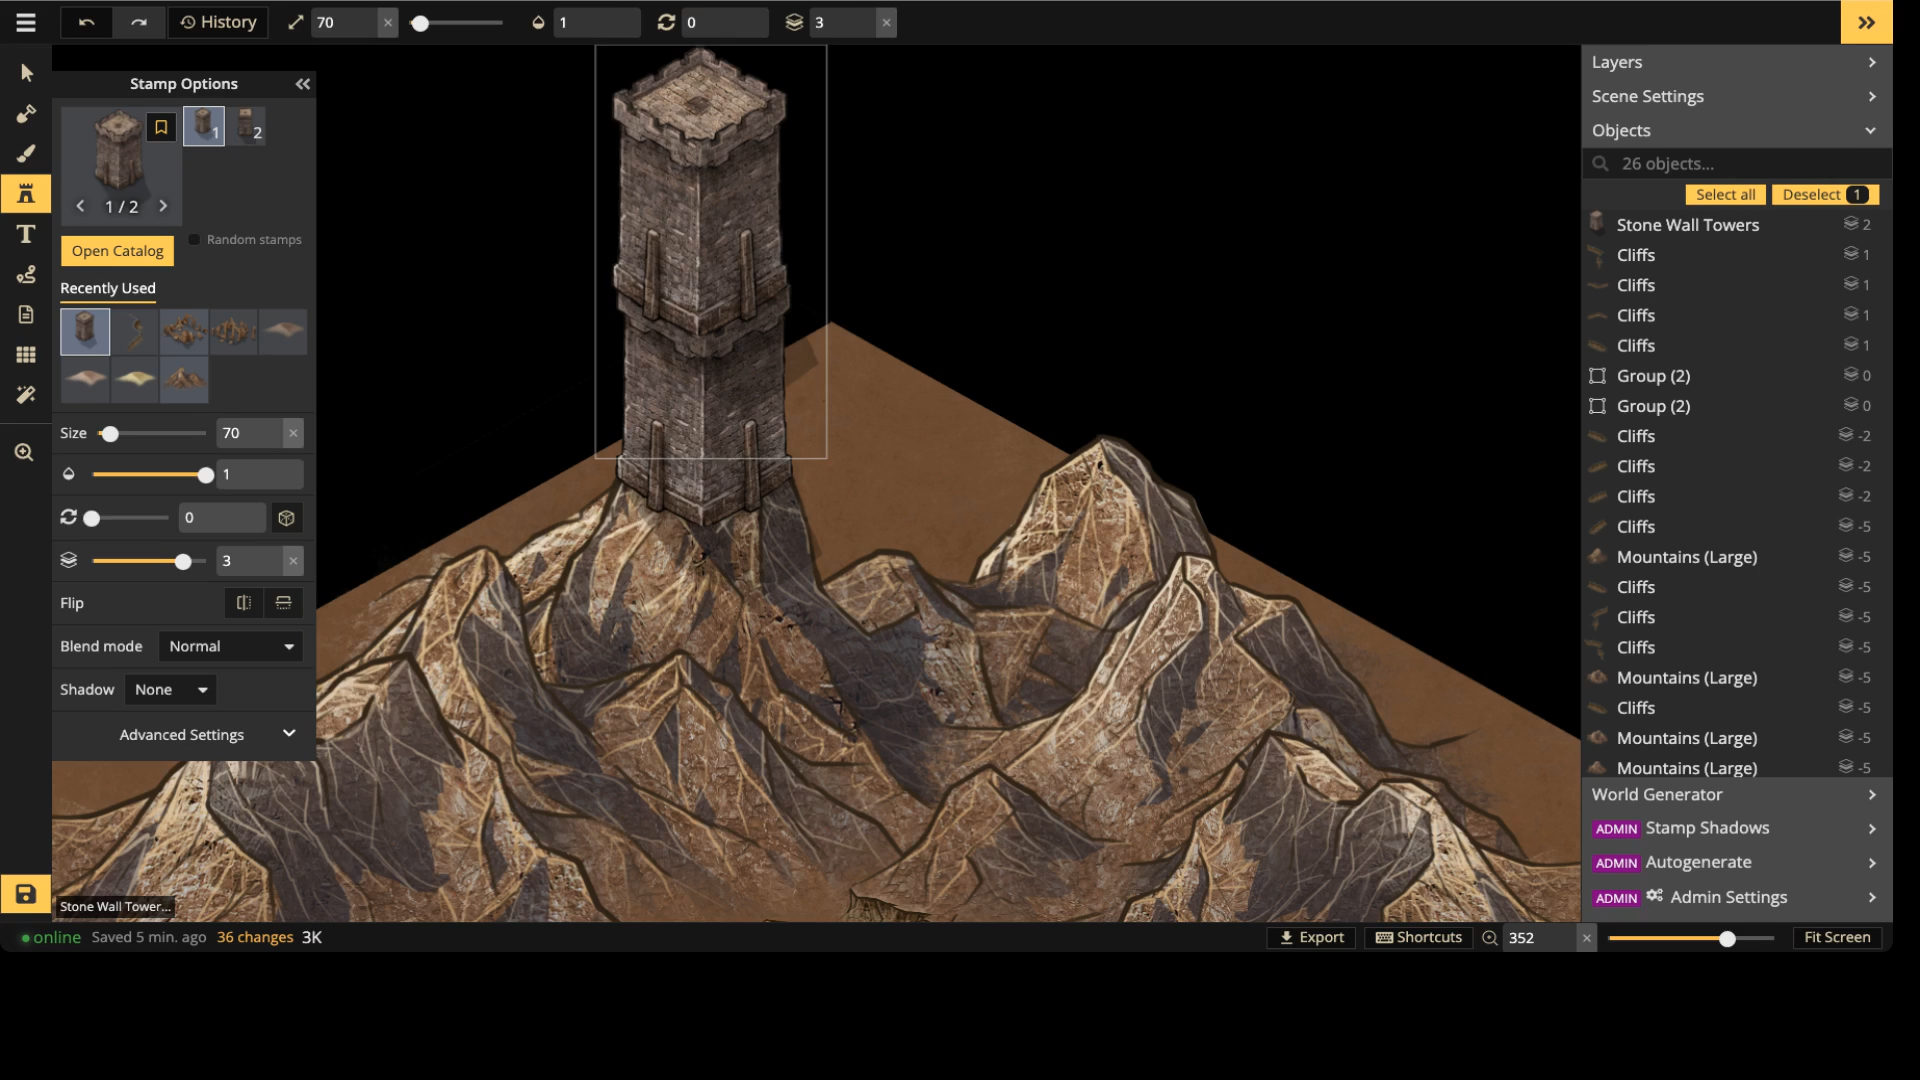 History
70
1
0
3
Stamp Options
1
2
1 / 2
Random stamps
Open Catalog
Recently Used
Size
70
1
0
3
Flip
Blend mode
Normal
Shadow
None
Advanced Settings
Stone Wall Tower...
Layers
Scene Settings
Objects
26 objects...
Select all
Deselect 1
Stone Wall Towers 2
Cliffs 1
Cliffs 1
Cliffs 1
Cliffs 1
Group (2) 0
Group (2) 0
Cliffs -2
Cliffs -2
Cliffs -2
Cliffs -5
Mountains (Large) -5
Cliffs -5
Cliffs -5
Cliffs -5
Mountains (Large) -5
Cliffs -5
Mountains (Large) -5
Mountains (Large) -5
World Generator
ADMIN Stamp Shadows
ADMIN Autogenerate
ADMIN Admin Settings
online Saved 5 min. ago 36 changes 3K
Export
Shortcuts
352
Fit Screen